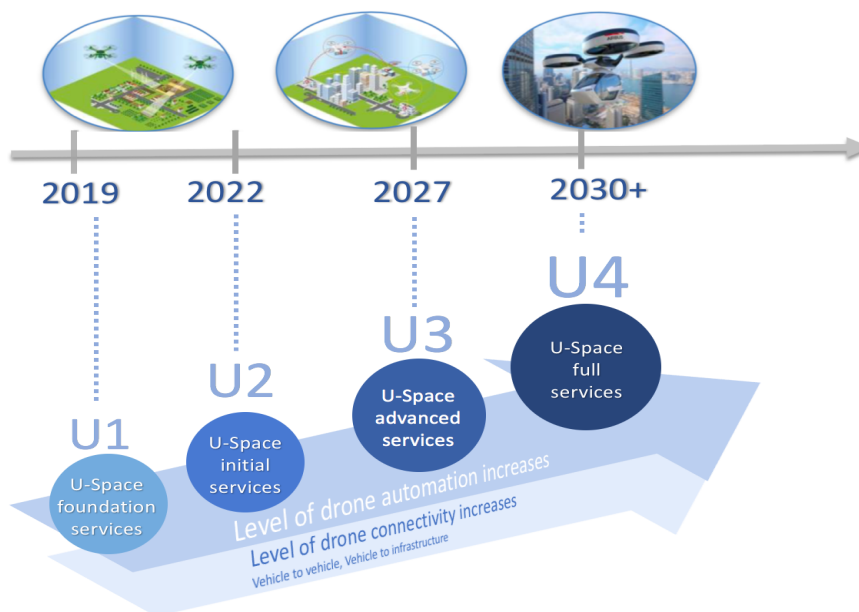 2019
2022
2027
2030+
U4
U3
U2
U1
U-Space
full
services
U-Space
advanced
services
U-Space
initial
services
U-Space
foundation
services
Level of drone automation increases
Level of drone connectivity increases
Vehicle to vehicle, Vehicle to infrastructure